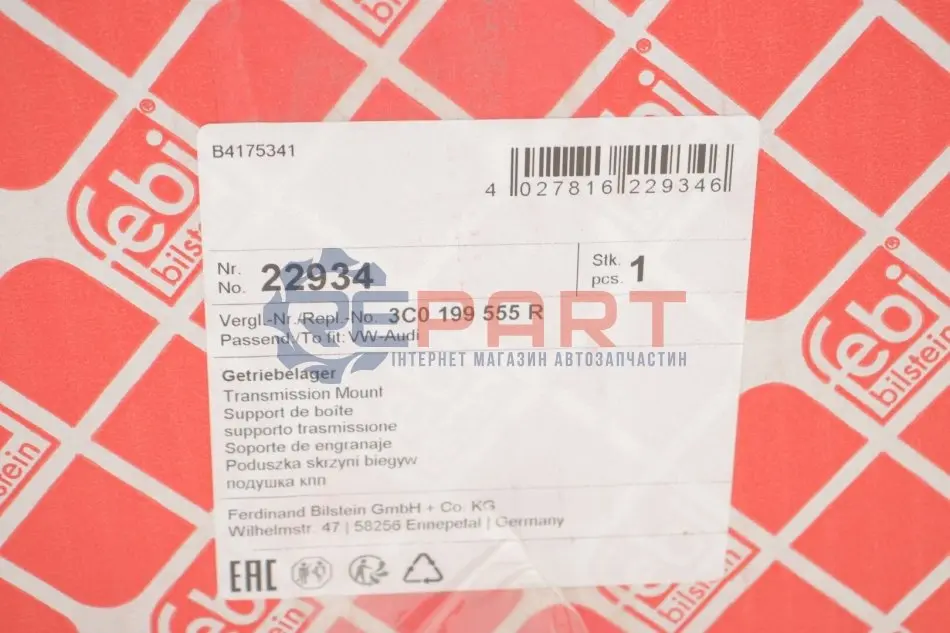 B4175341
4 027816 229346
Nr.
No. 22934
Stk.
pcs. 1
Vergl.-Nr./Repl.-No. 3C0 199 555 R
Passend/To fit: VW-Audi
REPART
ІНТЕРНЕТ МАГАЗИН АВТОЗАПЧАСТИН
Getriebelager
Transmission Mount
Support de boîte
supporto trasmissione
Soporte de engranaje
Poduszka skrzyni biegyw
подушка кпп
Ferdinand Bilstein GmbH + Co. KG
Wilhelmstr. 47 | 58256 Ennepetal | Germany
EAC
febi
bilstein
febi
febi
bilstein
bilstein
febi
bilstein